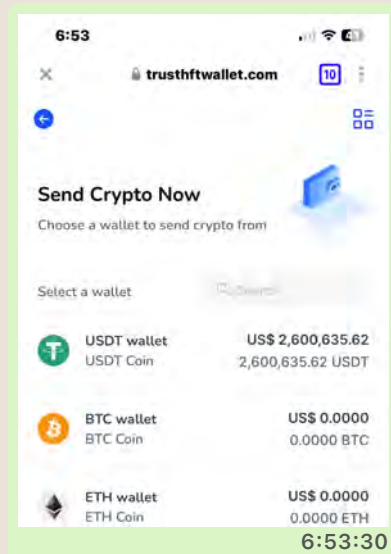 6:53
trusthftwallet.com
10
Send Crypto Now
Choose a wallet to send crypto from
Select a wallet
Search
USDT wallet US$ 2,600,635.62
USDT Coin 2,600,635.62 USDT
BTC wallet US$ 0.0000
BTC Coin 0.0000 BTC
ETH wallet US$ 0.0000
ETH Coin 0.0000 ETH
6:53:30